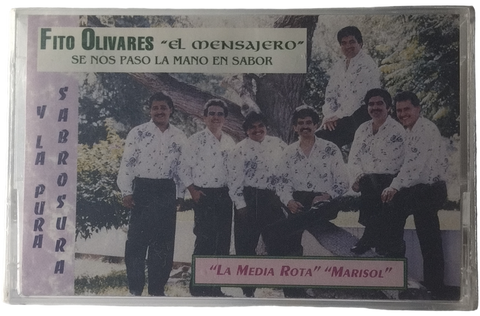 FITO OLIVARES "EL MENSAJERO"
SE NOS PASO LA MANO EN SABOR
Y LA PURA
SABROSURA
"LA MEDIA ROTA" "MARISOL"